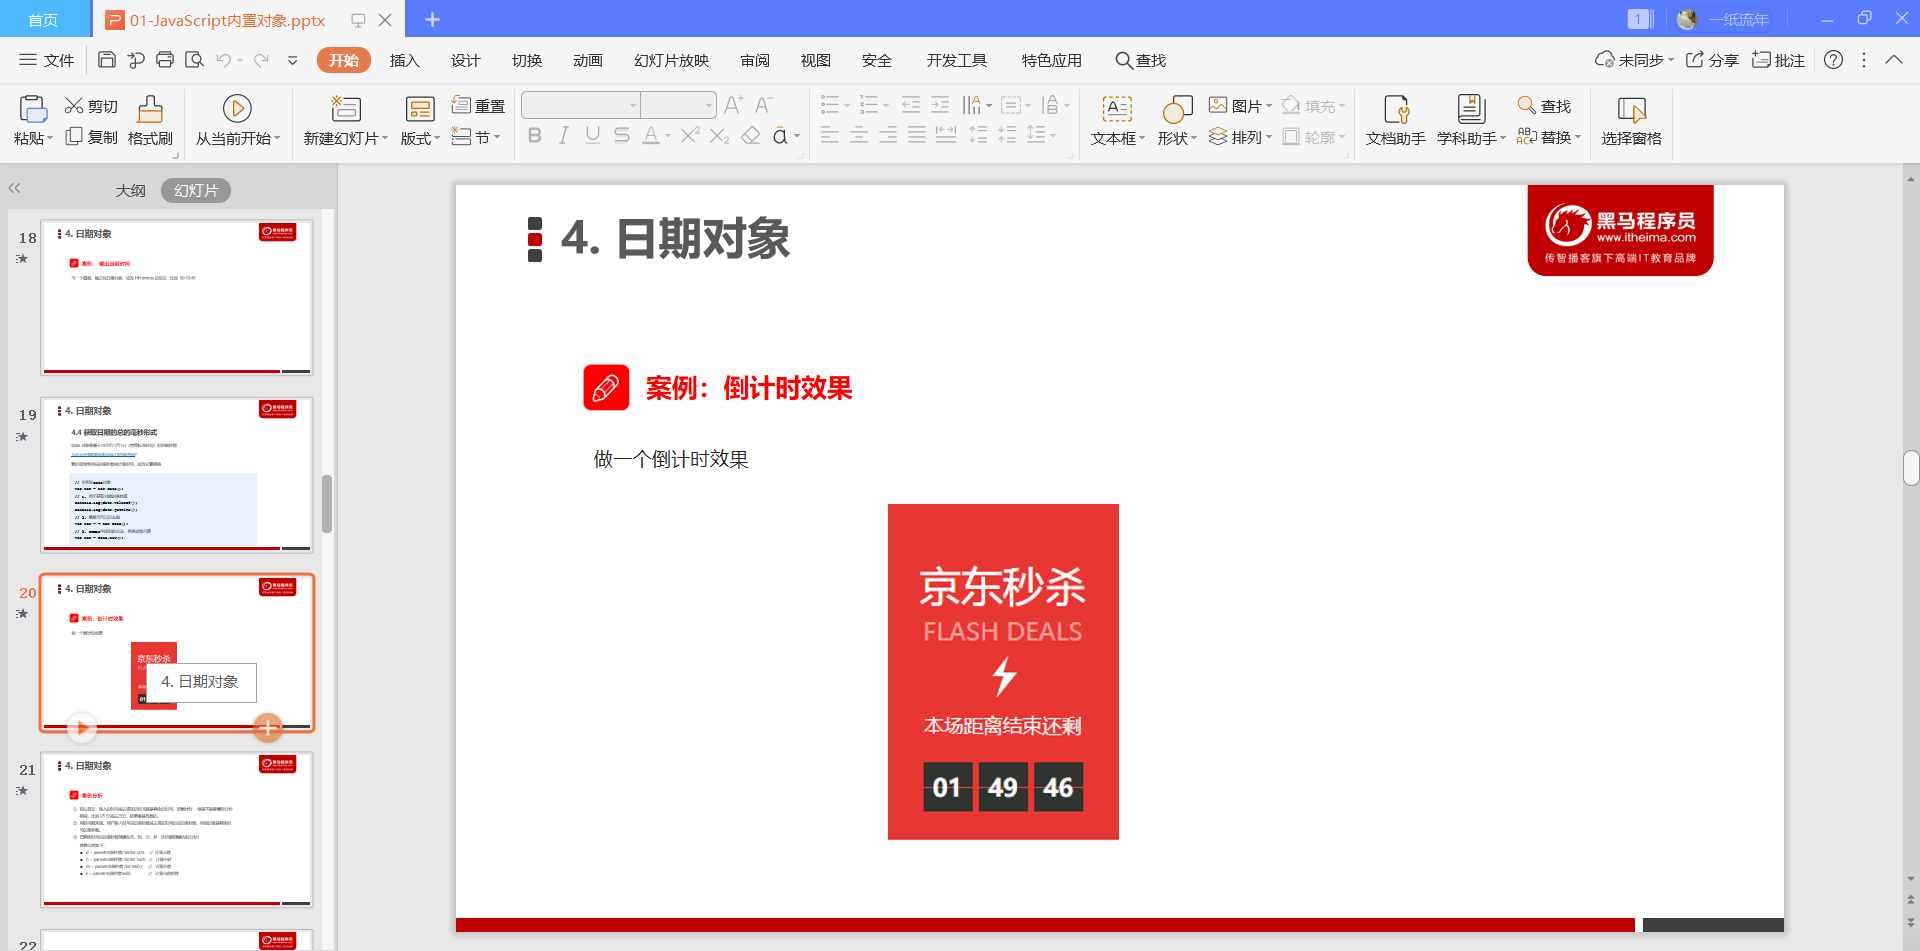 首页
01-JavaScript内置对象.pptx
1
一纸流年
文件
开始
插入
设计
切换
动画
幻灯片放映
审阅
视图
安全
开发工具
特色应用
查找
未同步
分享
批注
粘贴
剪切
复制
格式刷
从当前开始
新建幻灯片
版式
重置
节
文本框
形状
图片
排列
填充
轮廓
文档助手
学科助手
查找
替换
选择窗格
大纲
幻灯片
18
4. 日期对象
案例： 输出当前时间
19
4. 日期对象
4.4 获取日期的总的毫秒形式
20
4. 日期对象
案例：倒计时效果
做一个倒计时效果
京东秒杀
4. 日期对象
21
4. 日期对象
案例分析
22
4. 日期对象
黑马程序员
www.itheima.com
传智播客旗下高端IT教育品牌
案例：倒计时效果
做一个倒计时效果
京东秒杀
FLASH DEALS
本场距离结束还剩
01 49 46